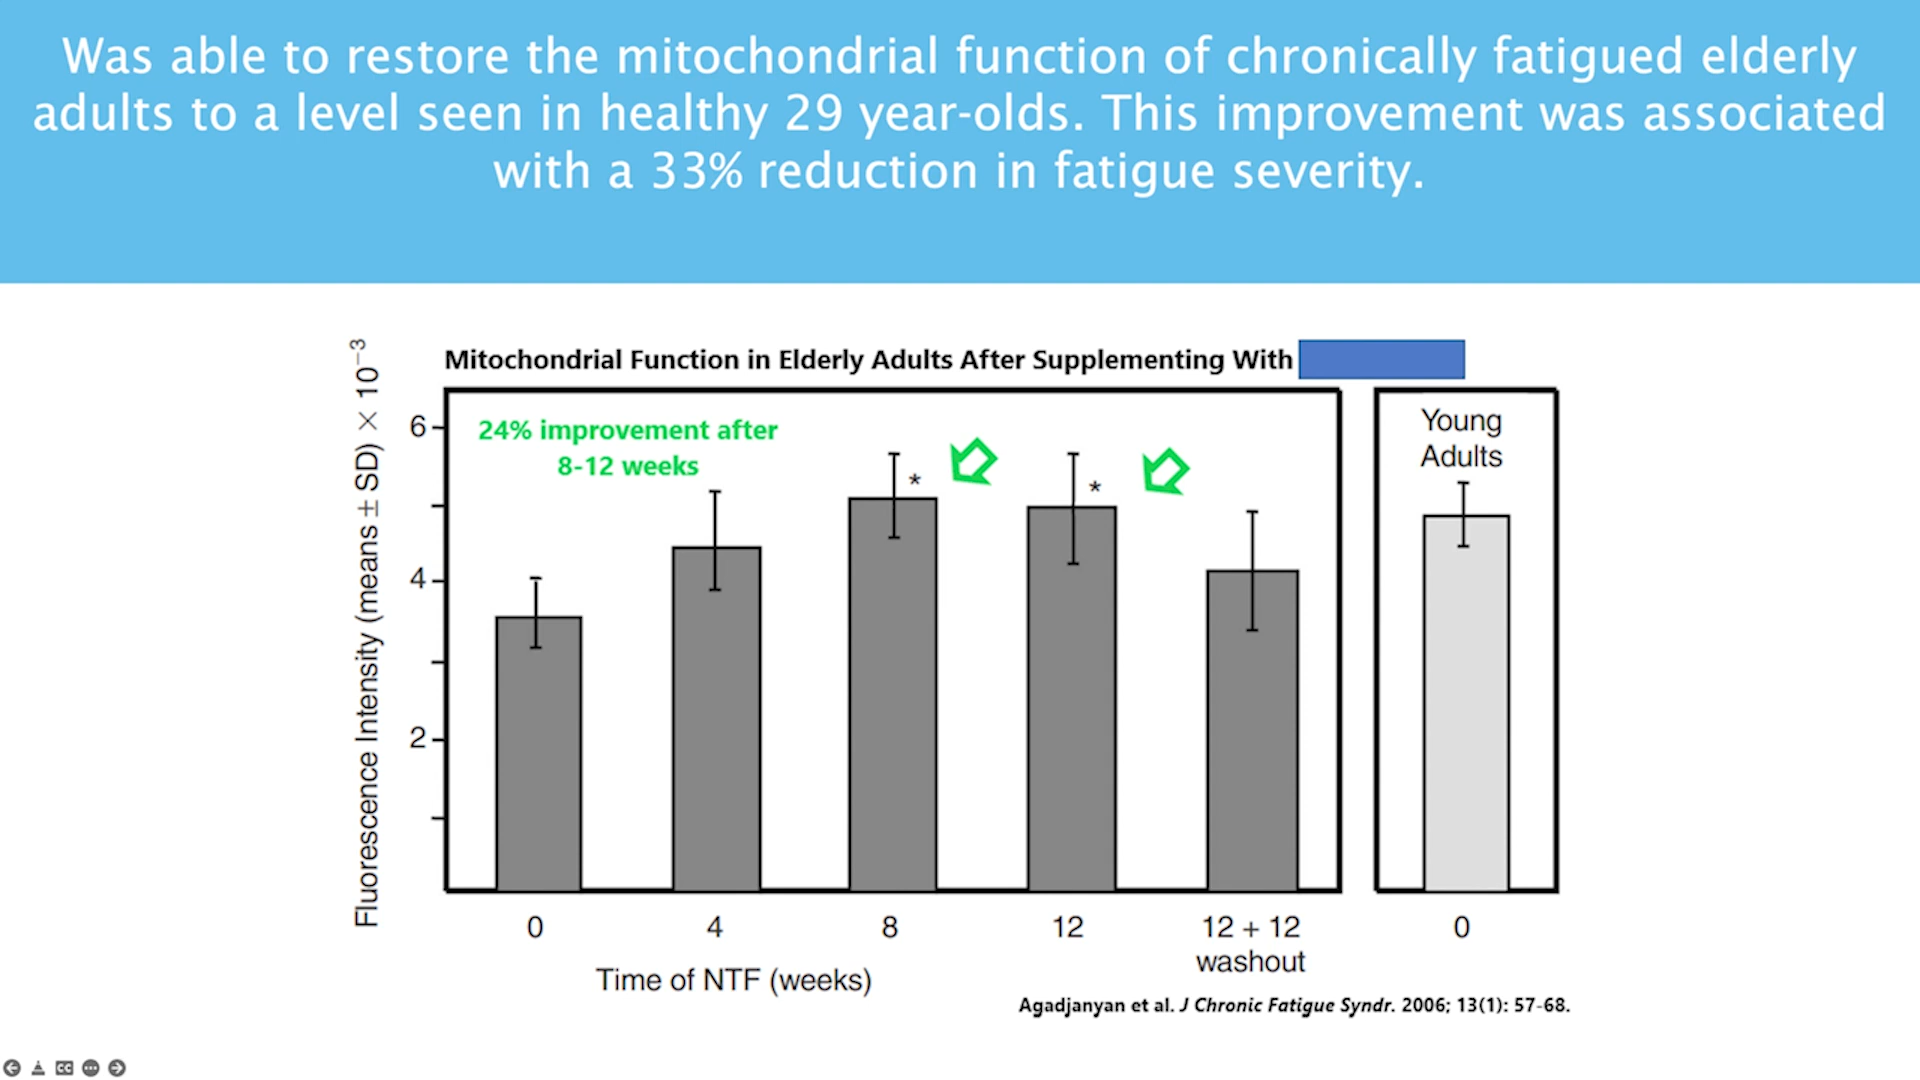 Was able to restore the mitochondrial function of chronically fatigued elderly
adults to a level seen in healthy 29 year-olds. This improvement was associated
with a 33% reduction in fatigue severity.
Mitochondrial Function in Elderly Adults After Supplementing With
Fluorescence Intensity (means ± SD) × 10⁻³
24% improvement after
8-12 weeks
Young
Adults
6
4
2
*
*
0
4
8
12
12 + 12
washout
0
Time of NTF (weeks)
Agadjanyan et al. J Chronic Fatigue Syndr. 2006; 13(1): 57-68.
CC